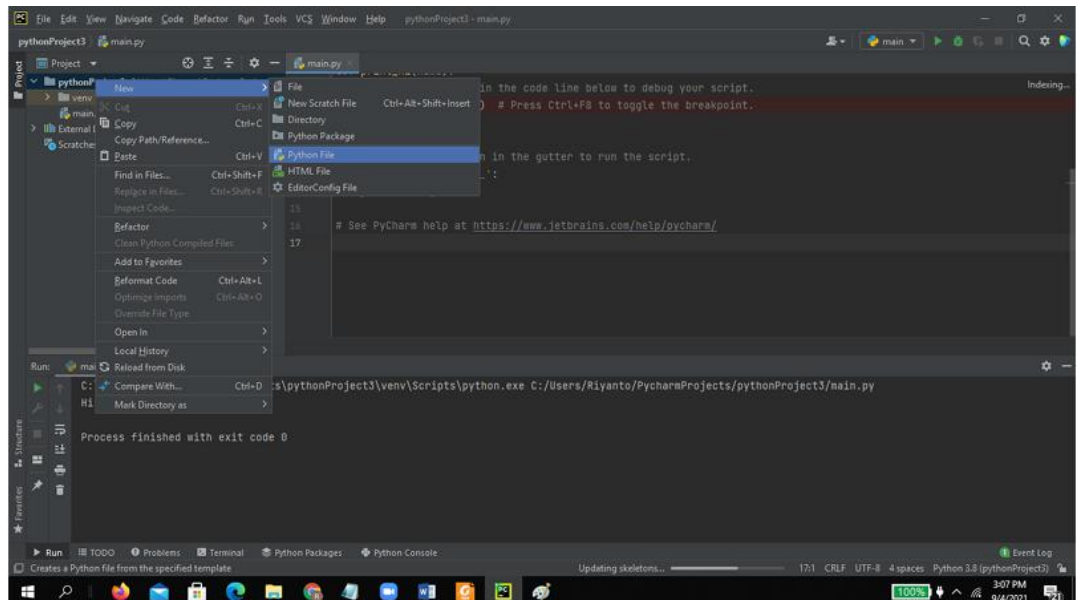 File Edit View Navigate Code Refactor Run Tools VCS Window Help pythonProject3 - main.py
pythonProject3 main.py main
Project main.py
pythonP
venv
main.
External L
Scratche
New
Cut Ctrl+X
Copy Ctrl+C
Copy Path/Reference...
Paste Ctrl+V
Find in Files... Ctrl+Shift+F
Replace in Files... Ctrl+Shift+R
Inspect Code...
Refactor
Clean Python Compiled Files
Add to Favorites
Reformat Code Ctrl+Alt+L
Optimize Imports Ctrl+Alt+O
Override File Type
Open In
Local History
Reload from Disk
Compare With... Ctrl+D
Mark Directory as
File
New Scratch File Ctrl+Alt+Shift+Insert
Directory
Python Package
Python File
HTML File
EditorConfig File
in the code line below to debug your script.
) # Press Ctrl+F8 to toggle the breakpoint.
n in the gutter to run the script.
_':
15
16 # See PyCharm help at https://www.jetbrains.com/help/pycharm/
17
Indexing...
Run: mai
C: ts\pythonProject3\venv\Scripts\python.exe C:/Users/Riyanto/PycharmProjects/pythonProject3/main.py
Hi
Process finished with exit code 0
Project
Structure
Favorites
Run TODO Problems Terminal Python Packages Python Console Event Log
Creates a Python file from the specified template Updating skeletons... 17:1 CRLF UTF-8 4 spaces Python 3.8 (pythonProject3)
100% 3:07 PM
9/4/2021